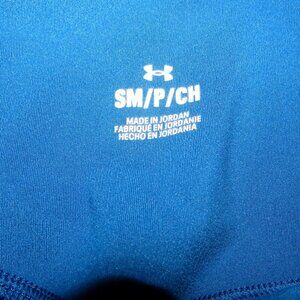 SM/P/CH
MADE IN JORDAN
FABRIQUÉ EN JORDANIE
HECHO EN JORDANIA